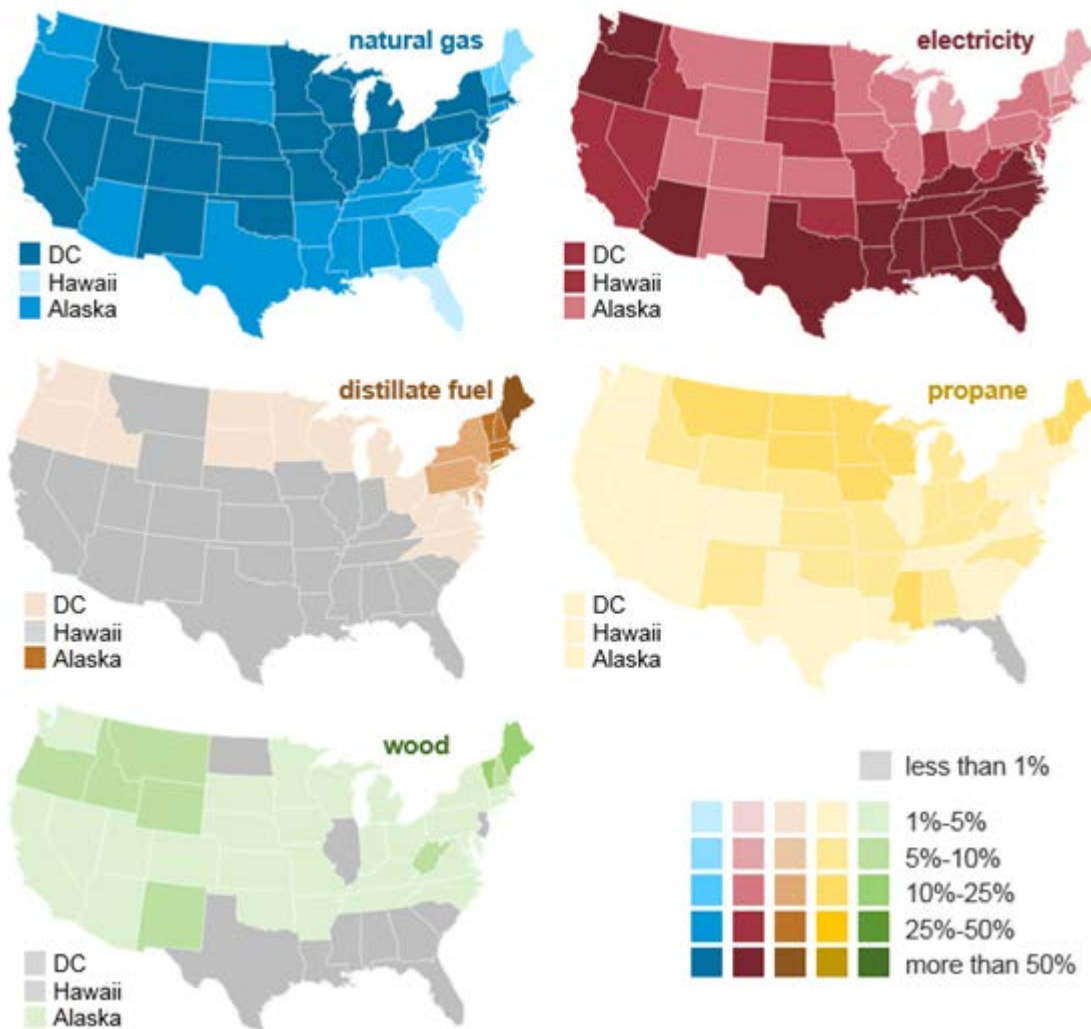 natural gas
DC
Hawaii
Alaska
electricity
DC
Hawaii
Alaska
distillate fuel
DC
Hawaii
Alaska
propane
DC
Hawaii
Alaska
wood
DC
Hawaii
Alaska
less than 1%
1%-5%
5%-10%
10%-25%
25%-50%
more than 50%